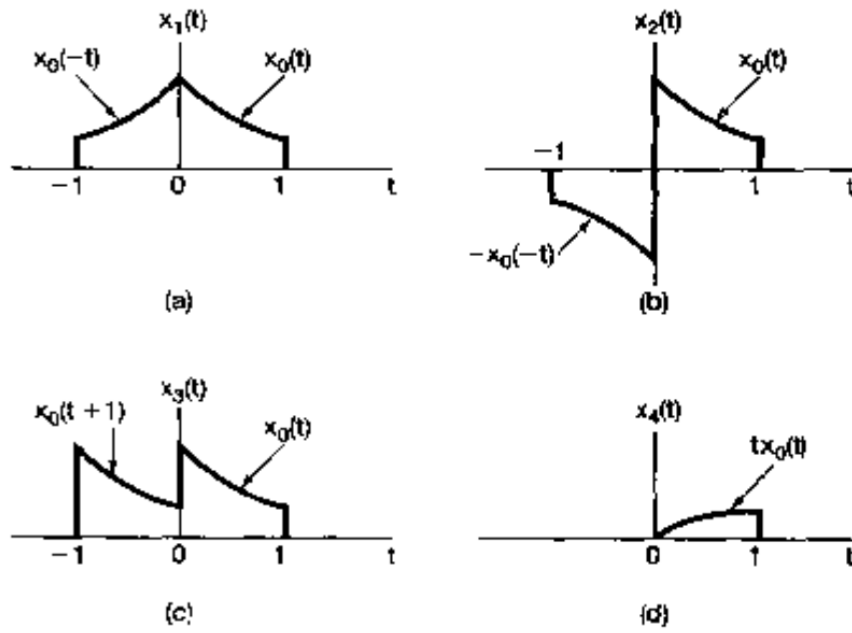 x₁(t)
x₀(−t)
x₀(t)
−1
0
1
t
(a)
x₂(t)
x₀(t)
−1
1
t
−x₀(−t)
(b)
x₃(t)
x₀(t + 1)
x₀(t)
−1
0
1
t
(c)
x₄(t)
tx₀(t)
0
1
t
(d)